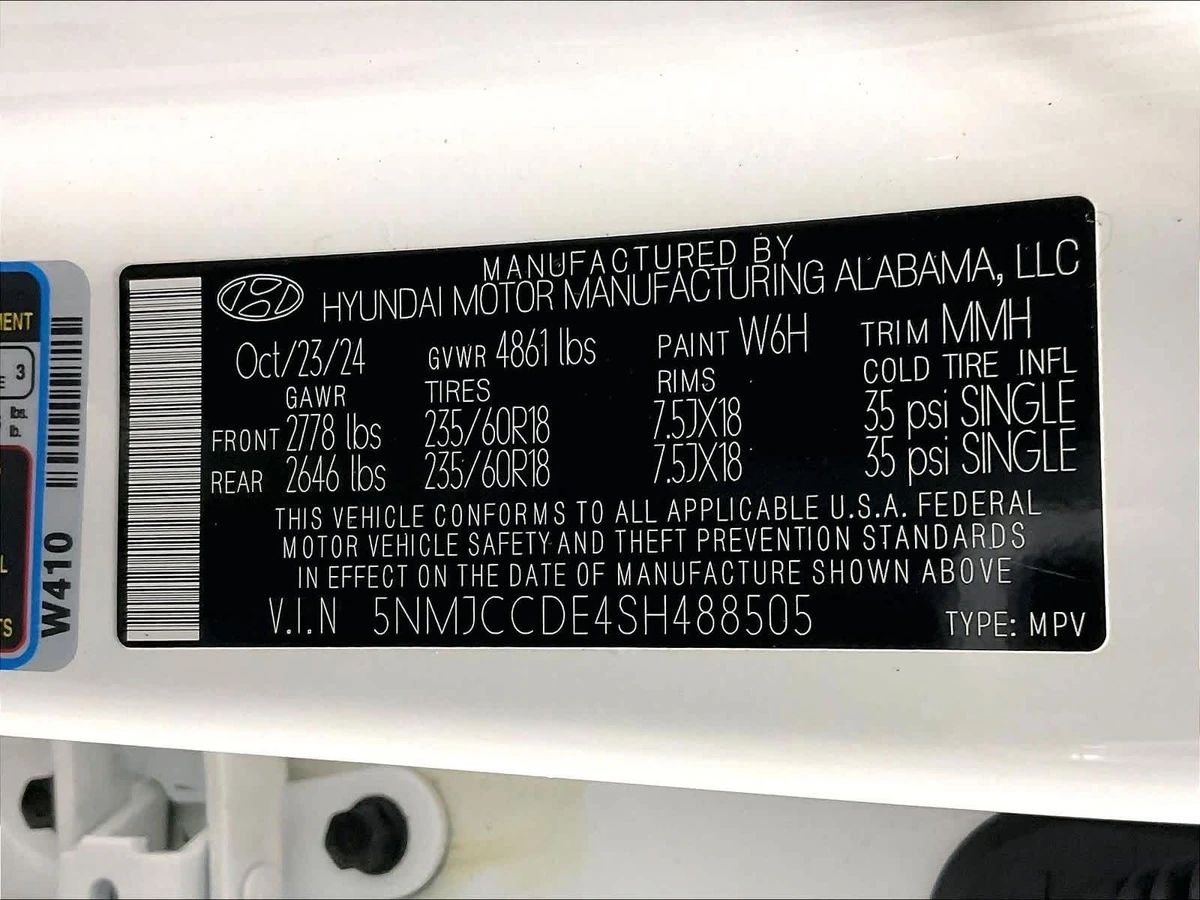 MANUFACTURED BY
HYUNDAI MOTOR MANUFACTURING ALABAMA, LLC
Oct/23/24 GVWR 4861 lbs PAINT W6H TRIM MMH
GAWR TIRES RIMS COLD TIRE INFL
FRONT 2778 lbs 235/60R18 7.5JX18 35 psi SINGLE
REAR 2646 lbs 235/60R18 7.5JX18 35 psi SINGLE
THIS VEHICLE CONFORMS TO ALL APPLICABLE U.S.A. FEDERAL
MOTOR VEHICLE SAFETY AND THEFT PREVENTION STANDARDS
IN EFFECT ON THE DATE OF MANUFACTURE SHOWN ABOVE
V.I.N 5NMJCCDE4SH488505 TYPE: MPV
W410
3
lbs.
lb.